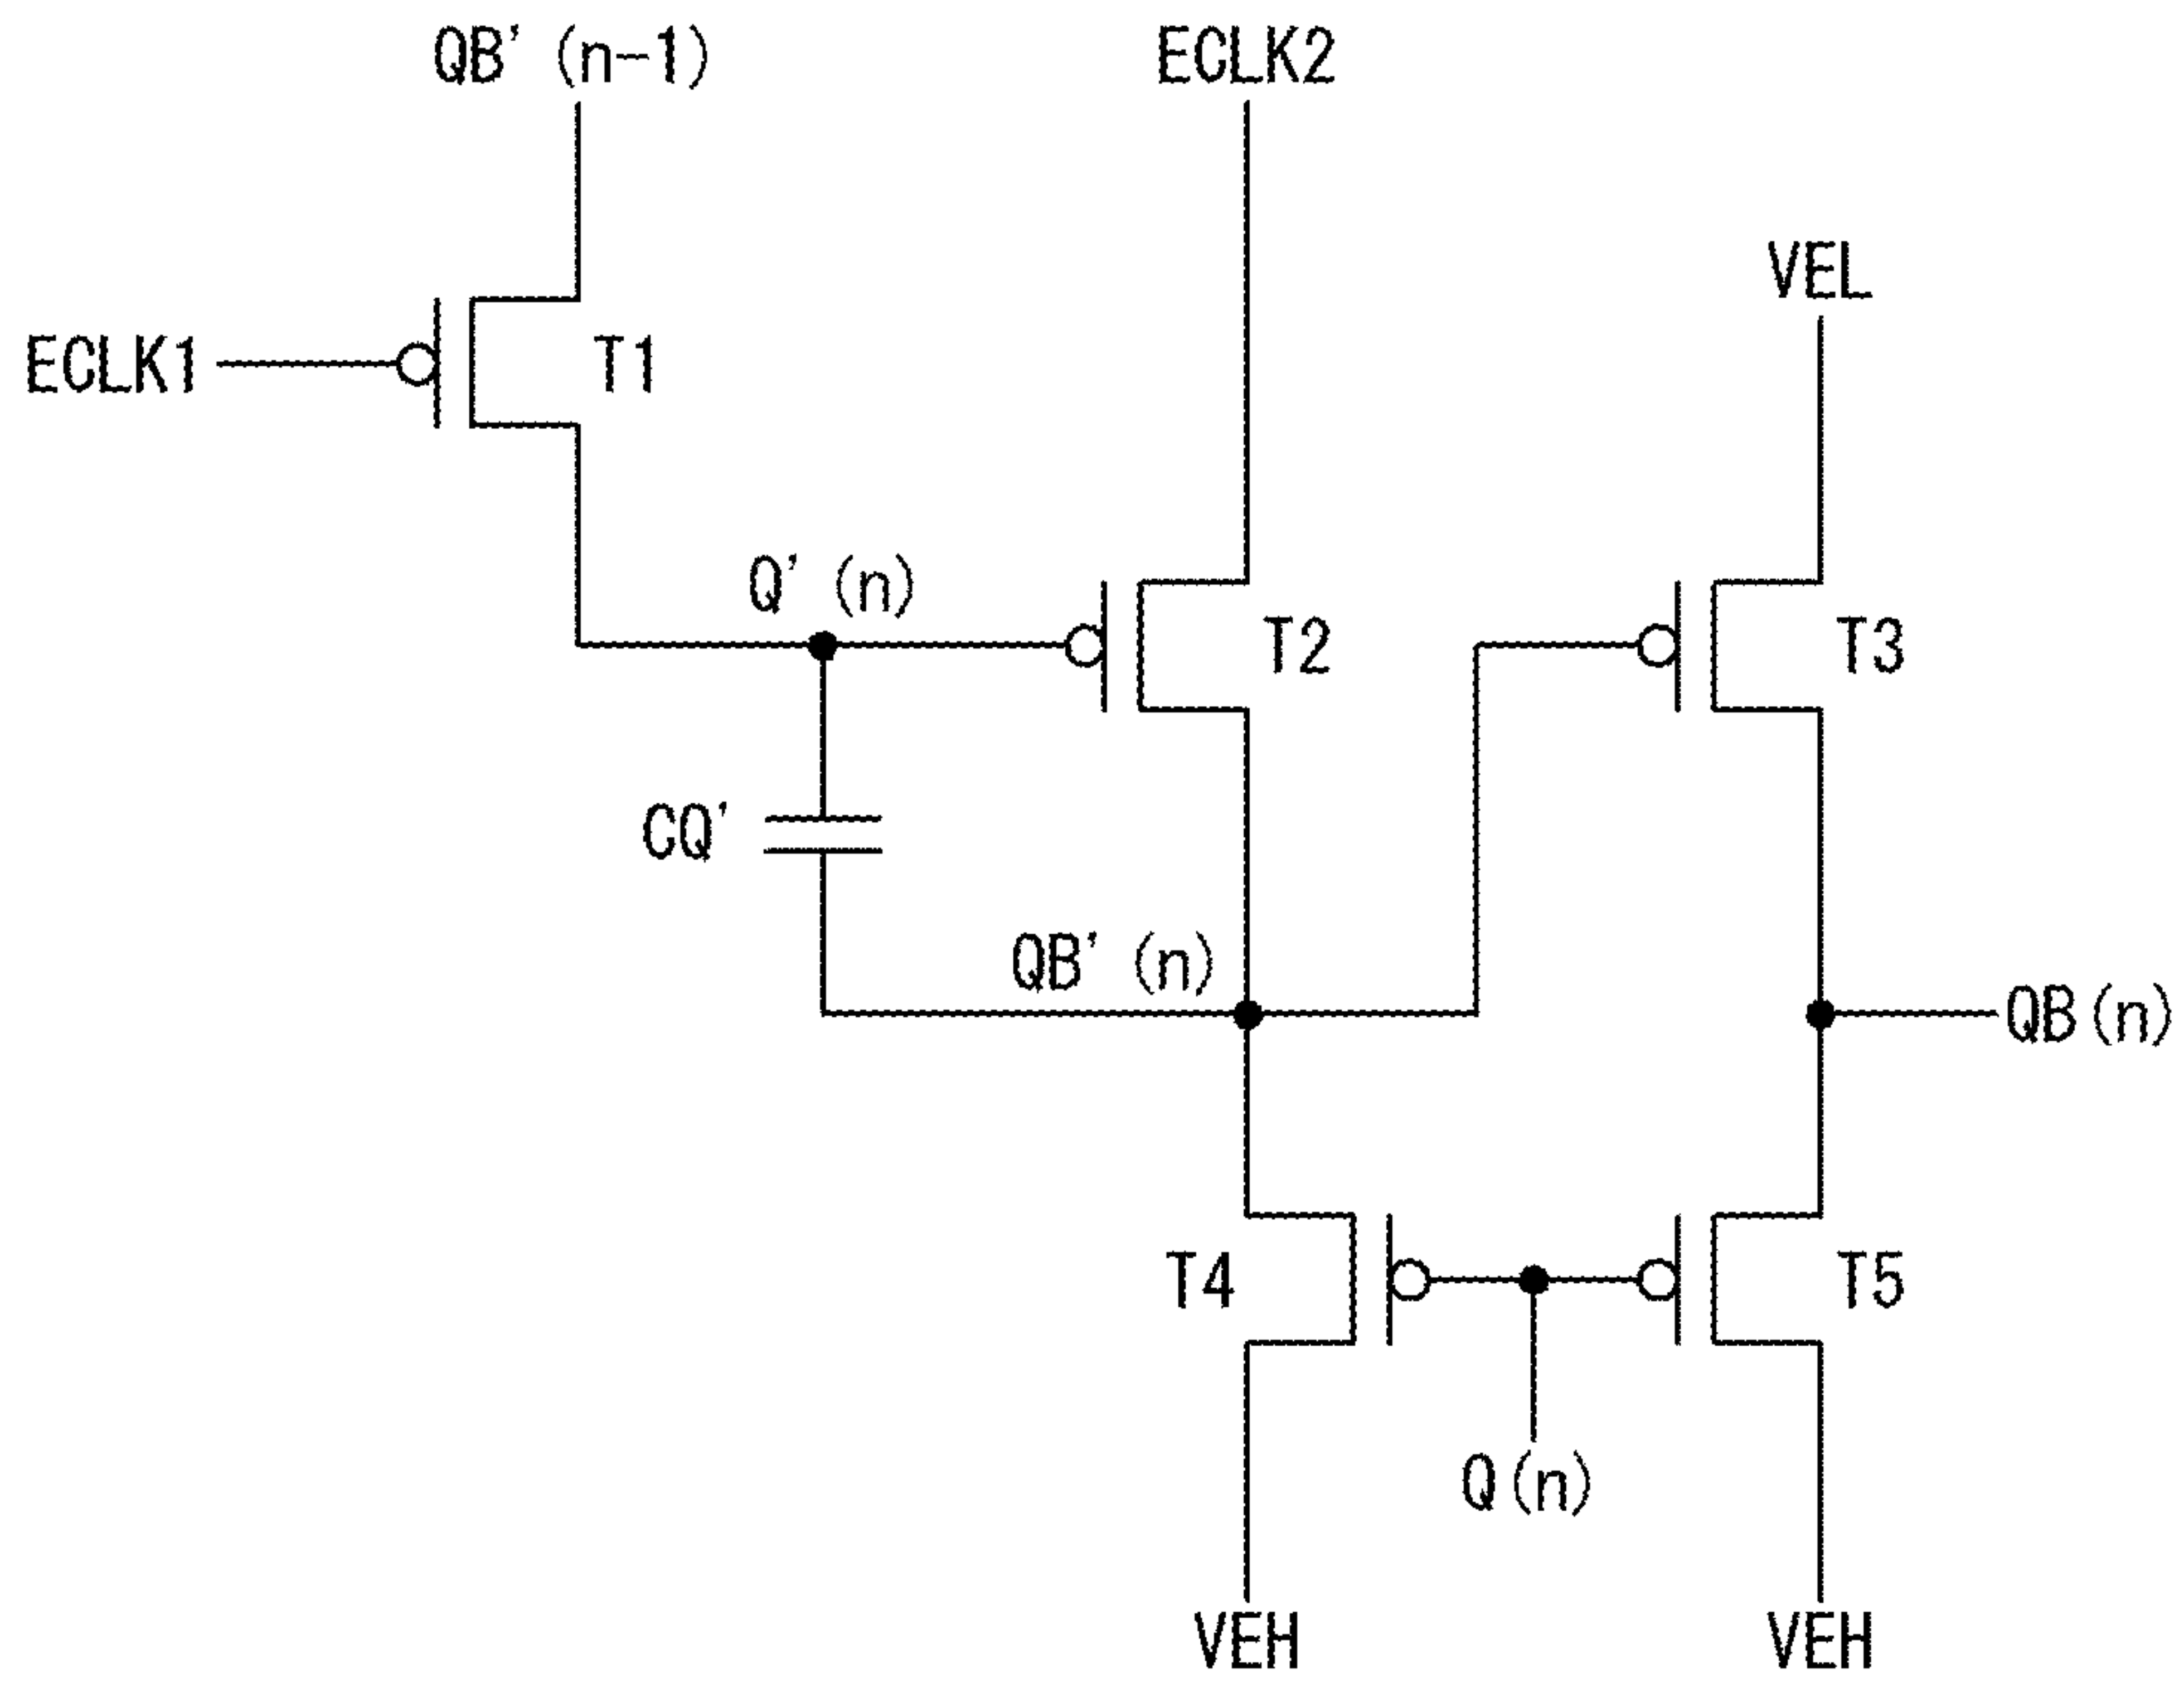 QB' (n-1)
ECLK2
VEL
ECLK1
T1
Q' (n)
T2
T3
CQ'
QB' (n)
QB(n)
T4
T5
Q(n)
VEH
VEH